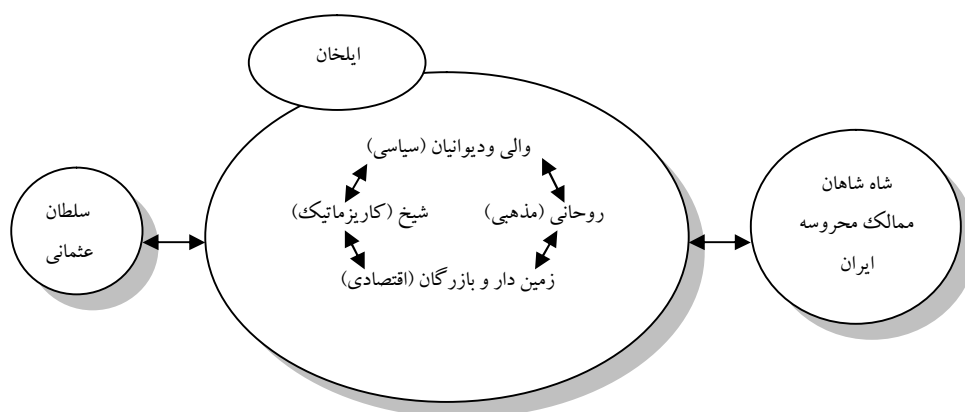 ایلخان
والی ودیوانیان (سیاسی)
شاه شاهان
ممالک محروسه
ایران
روحانی (مذهبی)
شیخ (کاریزماتیک)
سلطان
عثمانی
زمین دار و بازرگان (اقتصادی)